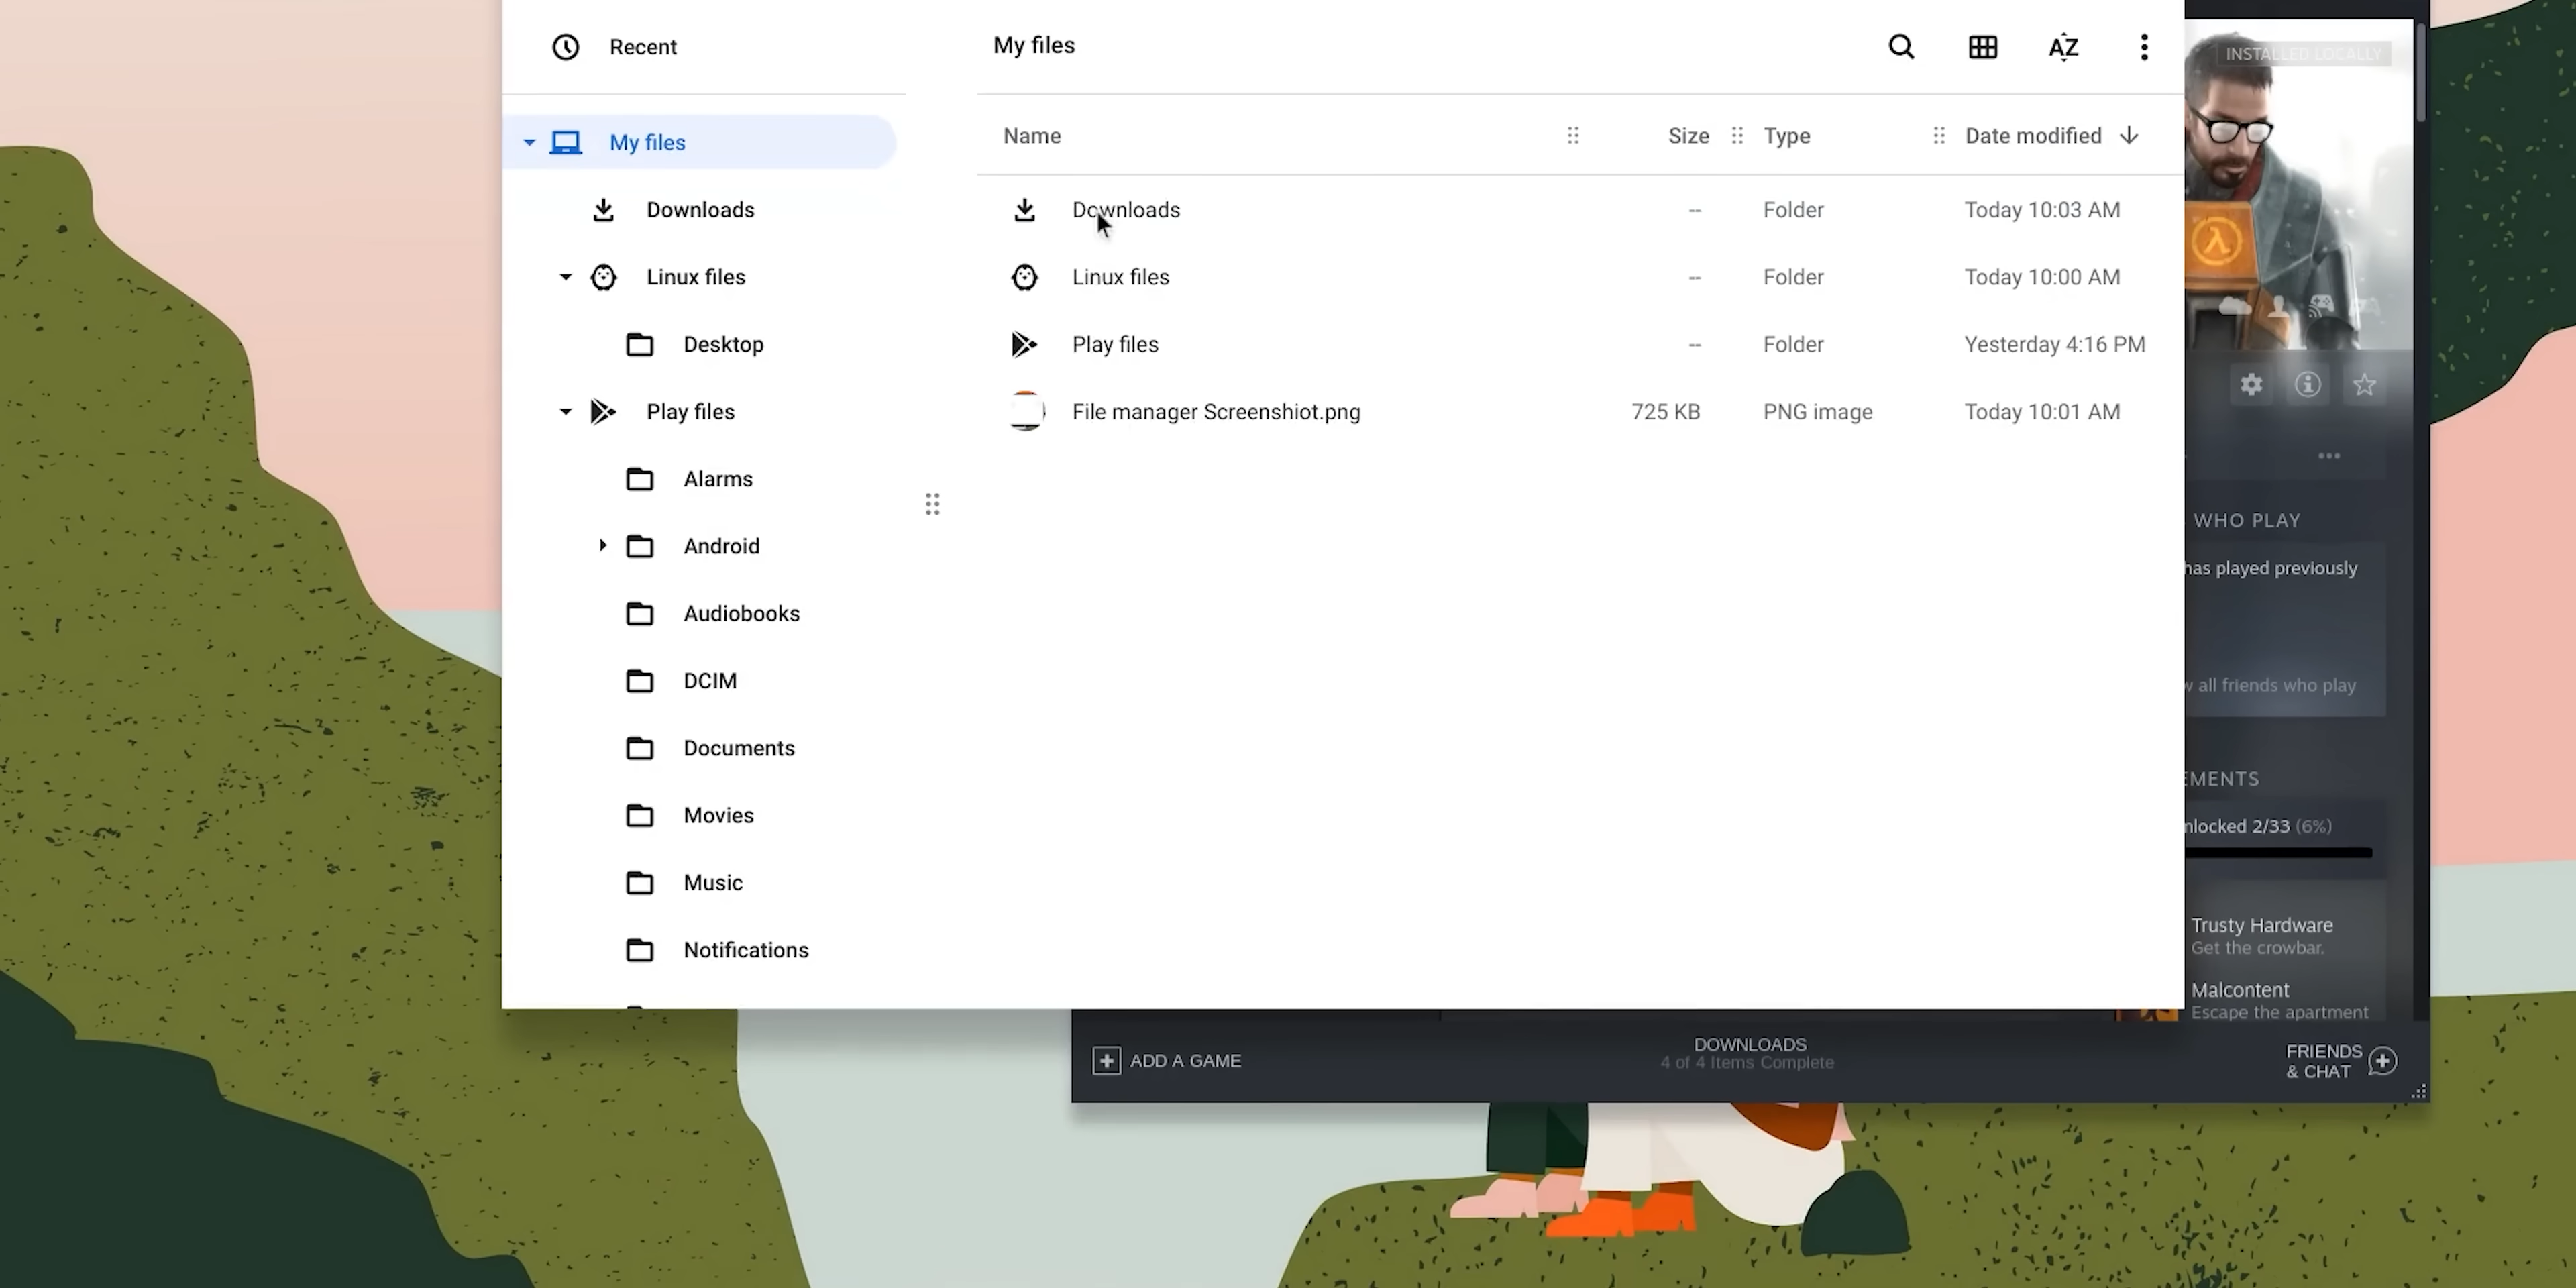 Recent
My files
Downloads
Linux files
Desktop
Play files
Alarms
Android
Audiobooks
DCIM
Documents
Movies
Music
Notifications
My files
AZ
Name Size Type Date modified
Downloads -- Folder Today 10:03 AM
Linux files -- Folder Today 10:00 AM
Play files -- Folder Yesterday 4:16 PM
File manager Screenshiot.png 725 KB PNG image Today 10:01 AM
INSTALLED LOCALLY
WHO PLAY
has played previously
all friends who play
EMENTS
nlocked 2/33 (6%)
Trusty Hardware
Get the crowbar.
Malcontent
Escape the apartment
ADD A GAME
DOWNLOADS
4 of 4 Items Complete
FRIENDS
& CHAT